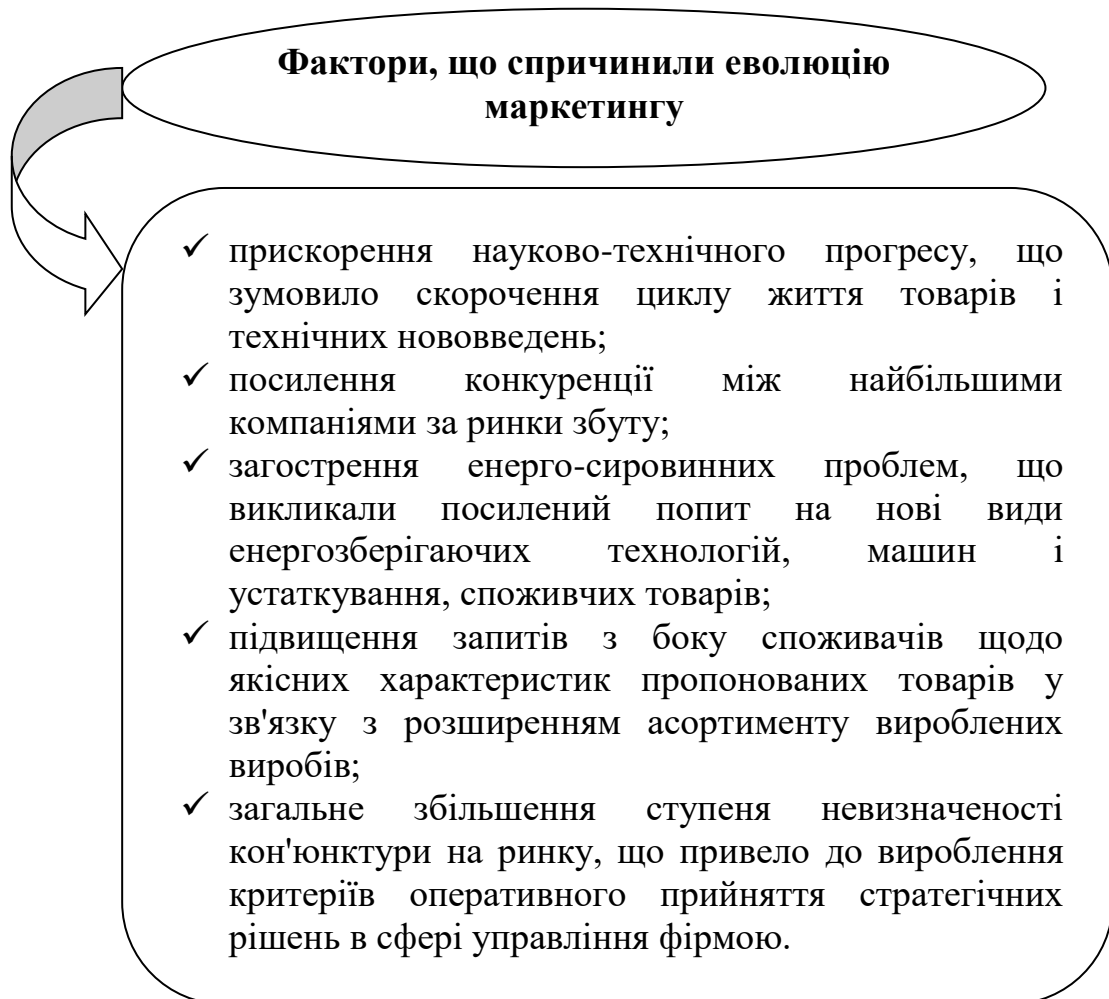 Фактори, що спричинили еволюцію
маркетингу
✓ прискорення науково-технічного прогресу, що
зумовило скорочення циклу життя товарів і
технічних нововведень;
✓ посилення конкуренції між найбільшими
компаніями за ринки збуту;
✓ загострення енерго-сировинних проблем, що
викликали посилений попит на нові види
енергозберігаючих технологій, машин і
устаткування, споживчих товарів;
✓ підвищення запитів з боку споживачів щодо
якісних характеристик пропонованих товарів у
зв'язку з розширенням асортименту вироблених
виробів;
✓ загальне збільшення ступеня невизначеності
кон'юнктури на ринку, що привело до вироблення
критеріїв оперативного прийняття стратегічних
рішень в сфері управління фірмою.